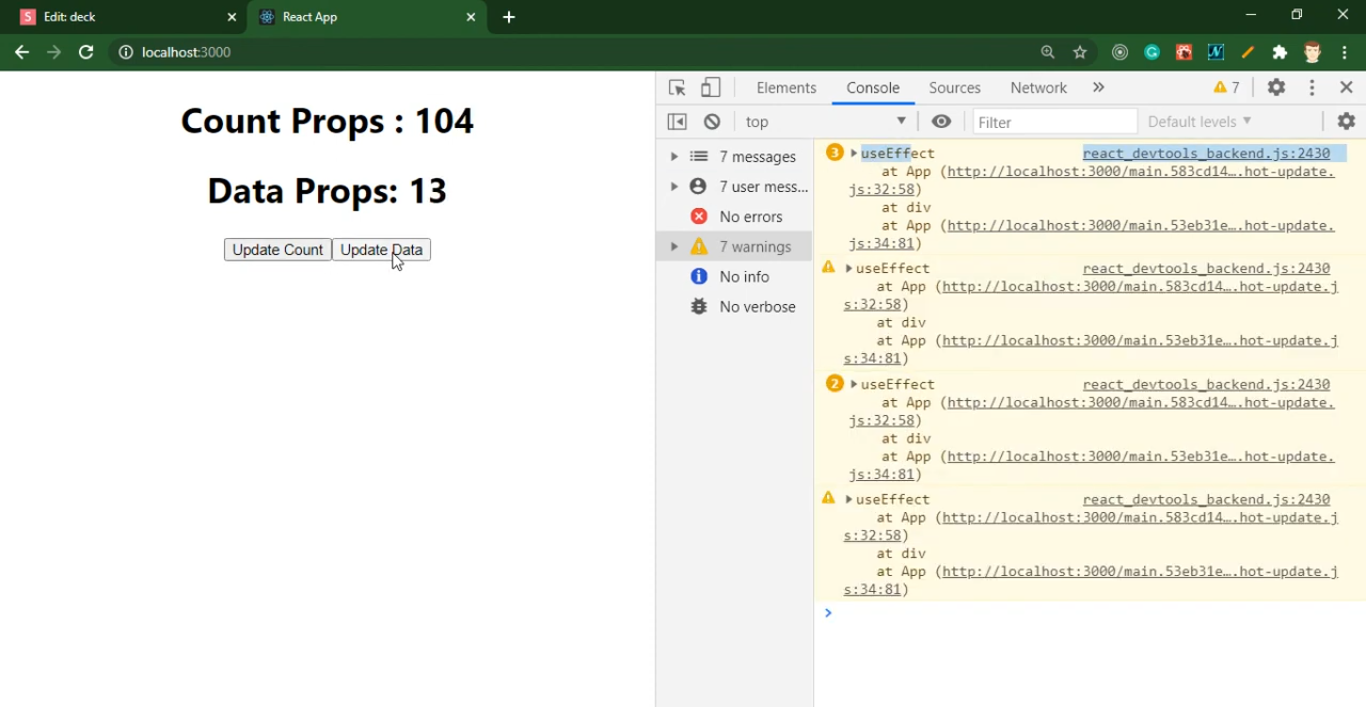 S Edit: deck
React App
localhost:3000
Count Props : 104
Data Props: 13
Update Count Update Data
Elements Console Sources Network » 7
top Filter Default levels
7 messages
7 user mess...
No errors
7 warnings
No info
No verbose
3 useEffect react_devtools_backend.js:2430
at App (http://localhost:3000/main.583cd14….hot-update.
js:32:58)
at div
at App (http://localhost:3000/main.53eb31e….hot-update.
js:34:81)
useEffect react_devtools_backend.js:2430
at App (http://localhost:3000/main.583cd14….hot-update.j
s:32:58)
at div
at App (http://localhost:3000/main.53eb31e….hot-update.j
s:34:81)
2 useEffect react_devtools_backend.js:2430
at App (http://localhost:3000/main.583cd14….hot-update.
js:32:58)
at div
at App (http://localhost:3000/main.53eb31e….hot-update.
js:34:81)
useEffect react_devtools_backend.js:2430
at App (http://localhost:3000/main.583cd14….hot-update.j
s:32:58)
at div
at App (http://localhost:3000/main.53eb31e….hot-update.j
s:34:81)